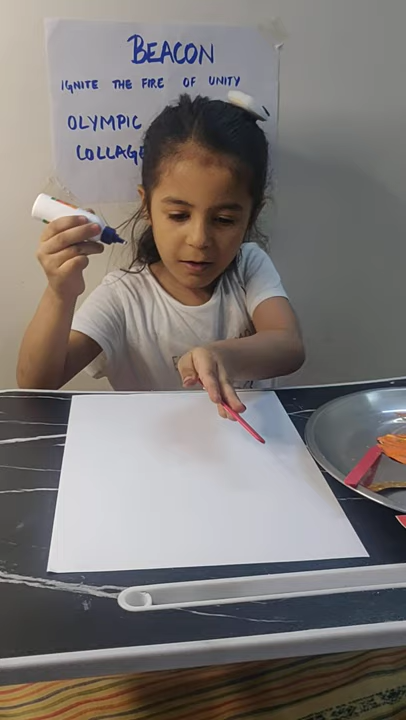 BEACON
IGNITE THE FIRE OF UNITY
OLYMPIC
COLLAGE